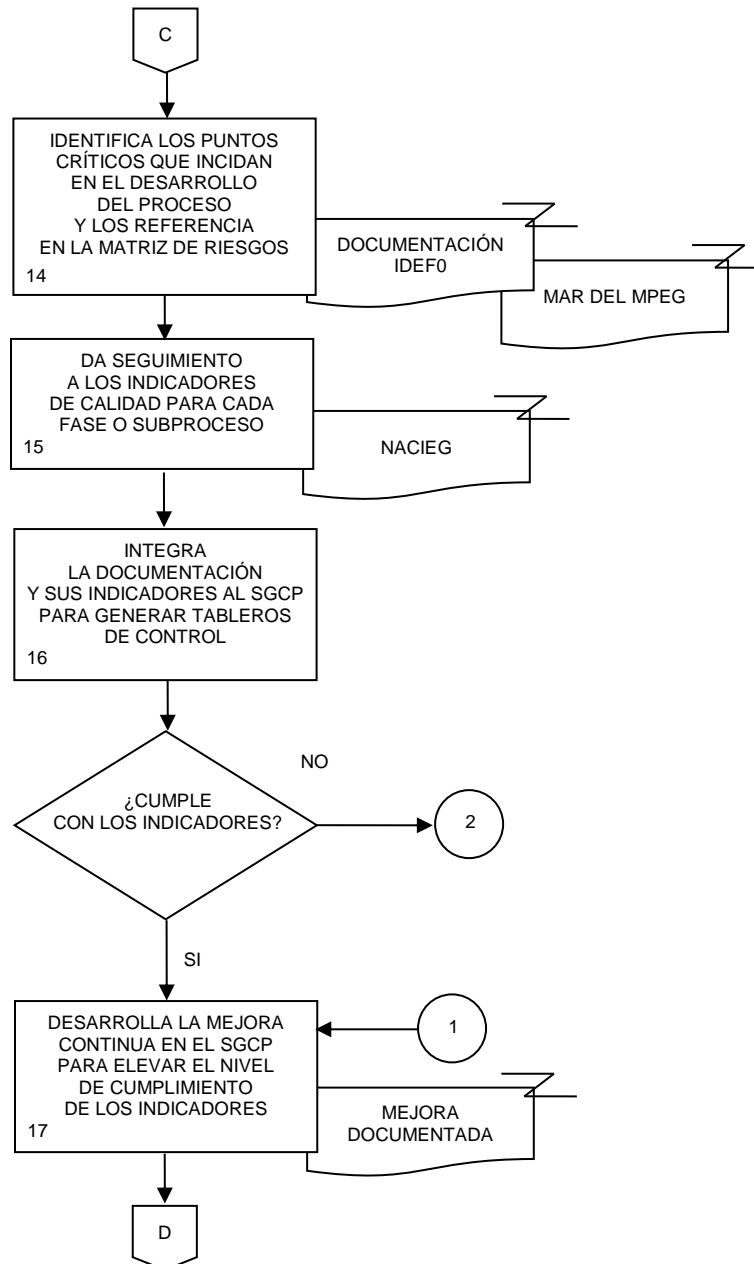 C
IDENTIFICA LOS PUNTOS
CRÍTICOS QUE INCIDAN
EN EL DESARROLLO
DEL PROCESO
Y LOS REFERENCIA
EN LA MATRIZ DE RIESGOS
14
DOCUMENTACIÓN
IDEF0
MAR DEL MPEG
DA SEGUIMIENTO
A LOS INDICADORES
DE CALIDAD PARA CADA
FASE O SUBPROCESO
15
NACIEG
INTEGRA
LA DOCUMENTACIÓN
Y SUS INDICADORES AL SGCP
PARA GENERAR TABLEROS
DE CONTROL
16
NO
¿CUMPLE
CON LOS INDICADORES?
2
SI
DESARROLLA LA MEJORA
CONTINUA EN EL SGCP
PARA ELEVAR EL NIVEL
DE CUMPLIMIENTO
DE LOS INDICADORES
17
1
MEJORA
DOCUMENTADA
D